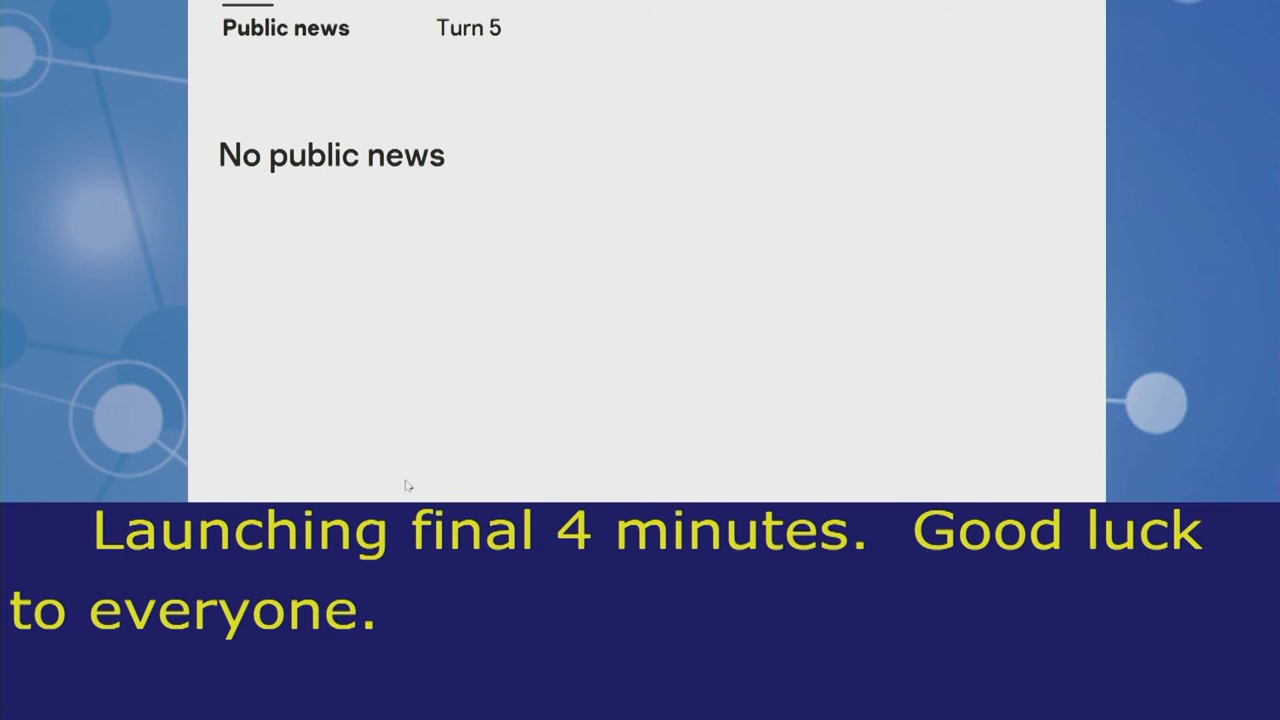 Public news
Turn 5
No public news
Launching final 4 minutes.  Good luck
to everyone.